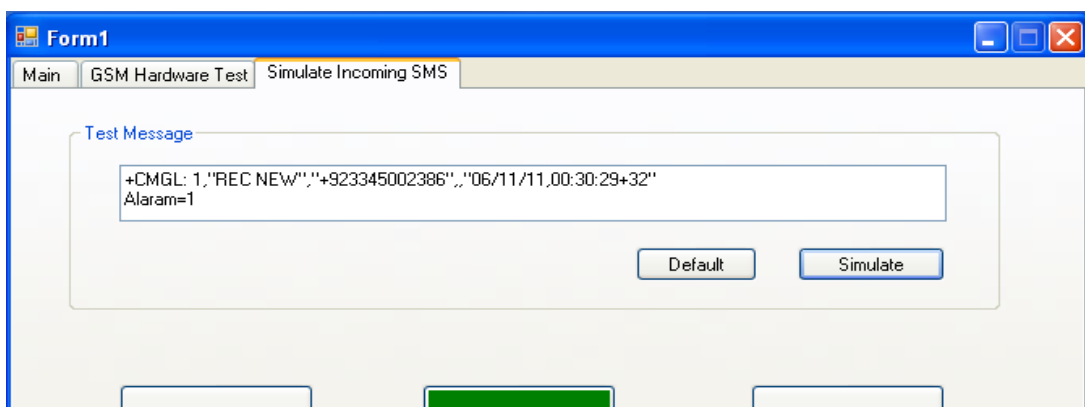 Form1
Main GSM Hardware Test Simulate Incoming SMS
Test Message
+CMGL: 1,"REC NEW","+923345002386",,"06/11/11,00:30:29+32"
Alaram=1
Default Simulate